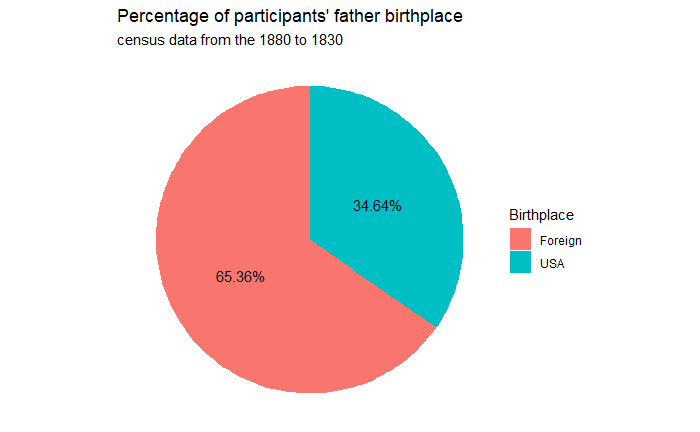 Percentage of participants' father birthplace
census data from the 1880 to 1830
34.64%
65.36%
Birthplace
Foreign
USA